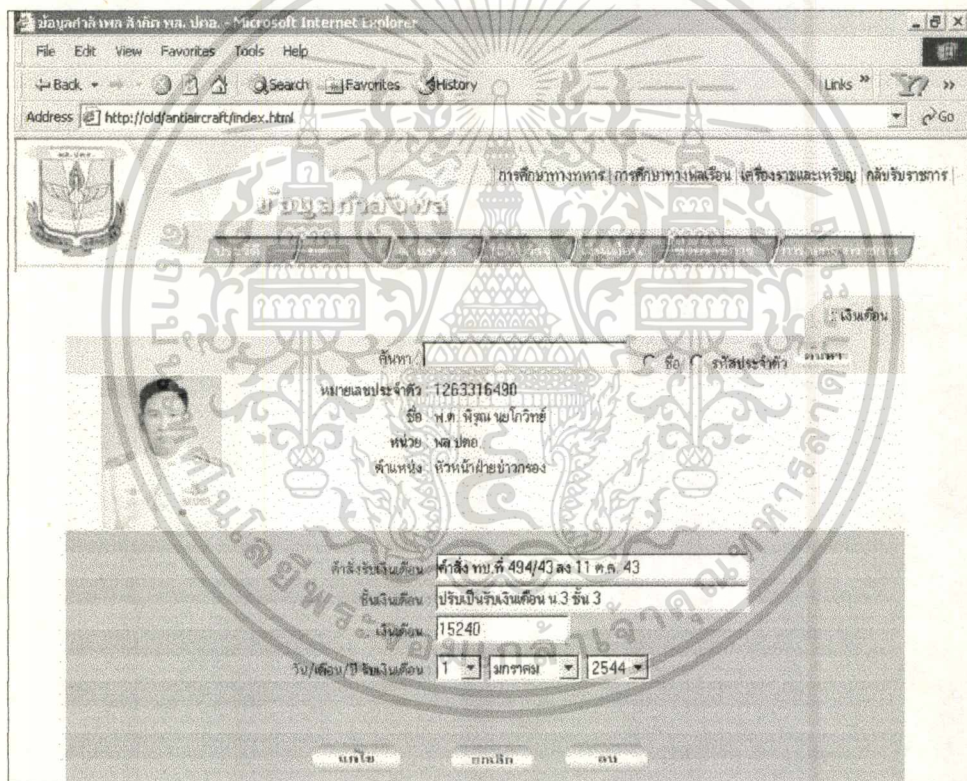 ข้อมูลกำลังพล สังกัด พล. ปตอ. - Microsoft Internet Explorer
File Edit View Favorites Tools Help
Back Search Favorites History Links »
Address http://old/antiaircraft/index.html Go
การศึกษาทางทหาร | การศึกษาทางพลเรือน | เครื่องราชและเหรียญ | กลับรับราชการ |
ข้อมูลกำลังพล
เงินเดือน
ค้นหา : ชื่อ รหัสประจำตัว ค้นหา
หมายเลขประจำตัว : 1263316490
ชื่อ : พ.ต. พิรุณ
หน่วย : พล ปตอ.
ตำแหน่ง : หัวหน้าฝ่ายข่าวกรอง
คำสั่งรับเงินเดือน : คำสั่ง ทบ.ที่ 494/43 ลง 11 ต.ค. 43
ชั้นเงินเดือน : ปรับเป็นรับเงินเดือน น.3 ชั้น 3
เงินเดือน : 15240
วัน/เดือน/ปี รับเงินเดือน : 1 มกราคม 2544
แก้ไข ยกเลิก ลบ